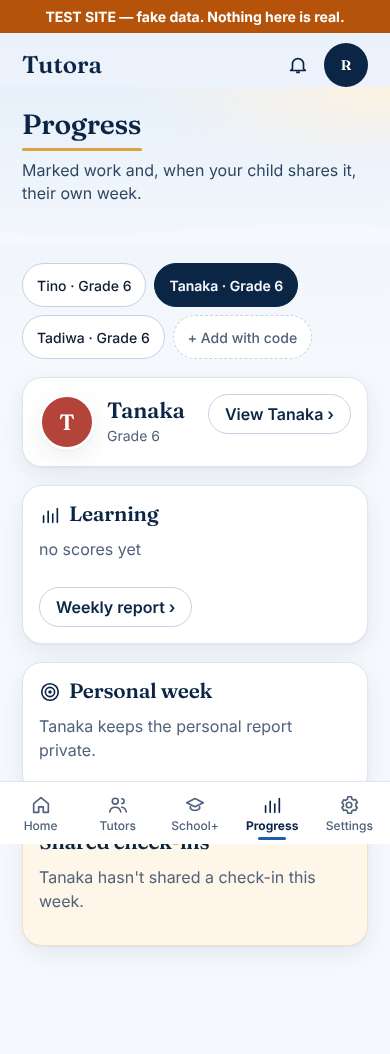 TEST SITE — fake data. Nothing here is real.
Tutora
R
Progress
Marked work and, when your child shares it,
their own week.
Tino · Grade 6
Tanaka · Grade 6
Tadiwa · Grade 6
+ Add with code
T
Tanaka
Grade 6
View Tanaka ›
Learning
no scores yet
Weekly report ›
Personal week
Tanaka keeps the personal report
private.
Home
Tutors
School+
Progress
Settings
Shared check-ins
Tanaka hasn't shared a check-in this
week.